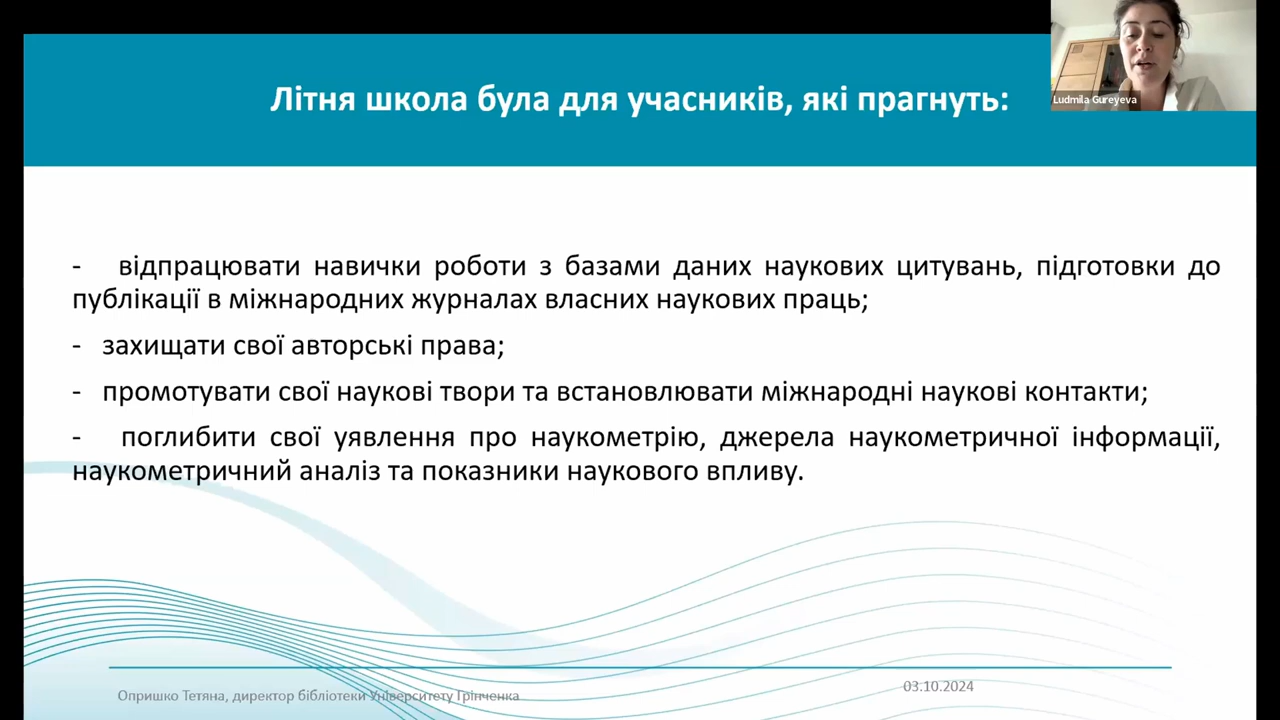 Літня школа була для учасників, які прагнуть:
Ludmila Gureyeva
- відпрацювати навички роботи з базами даних наукових цитувань, підготовки до
публікації в міжнародних журналах власних наукових праць;
- захищати свої авторські права;
- промотувати свої наукові твори та встановлювати міжнародні наукові контакти;
- поглибити свої уявлення про наукометрію, джерела наукометричної інформації,
наукометричний аналіз та показники наукового впливу.
Опришко Тетяна, директор бібліотеки Університету Грінченка
03.10.2024